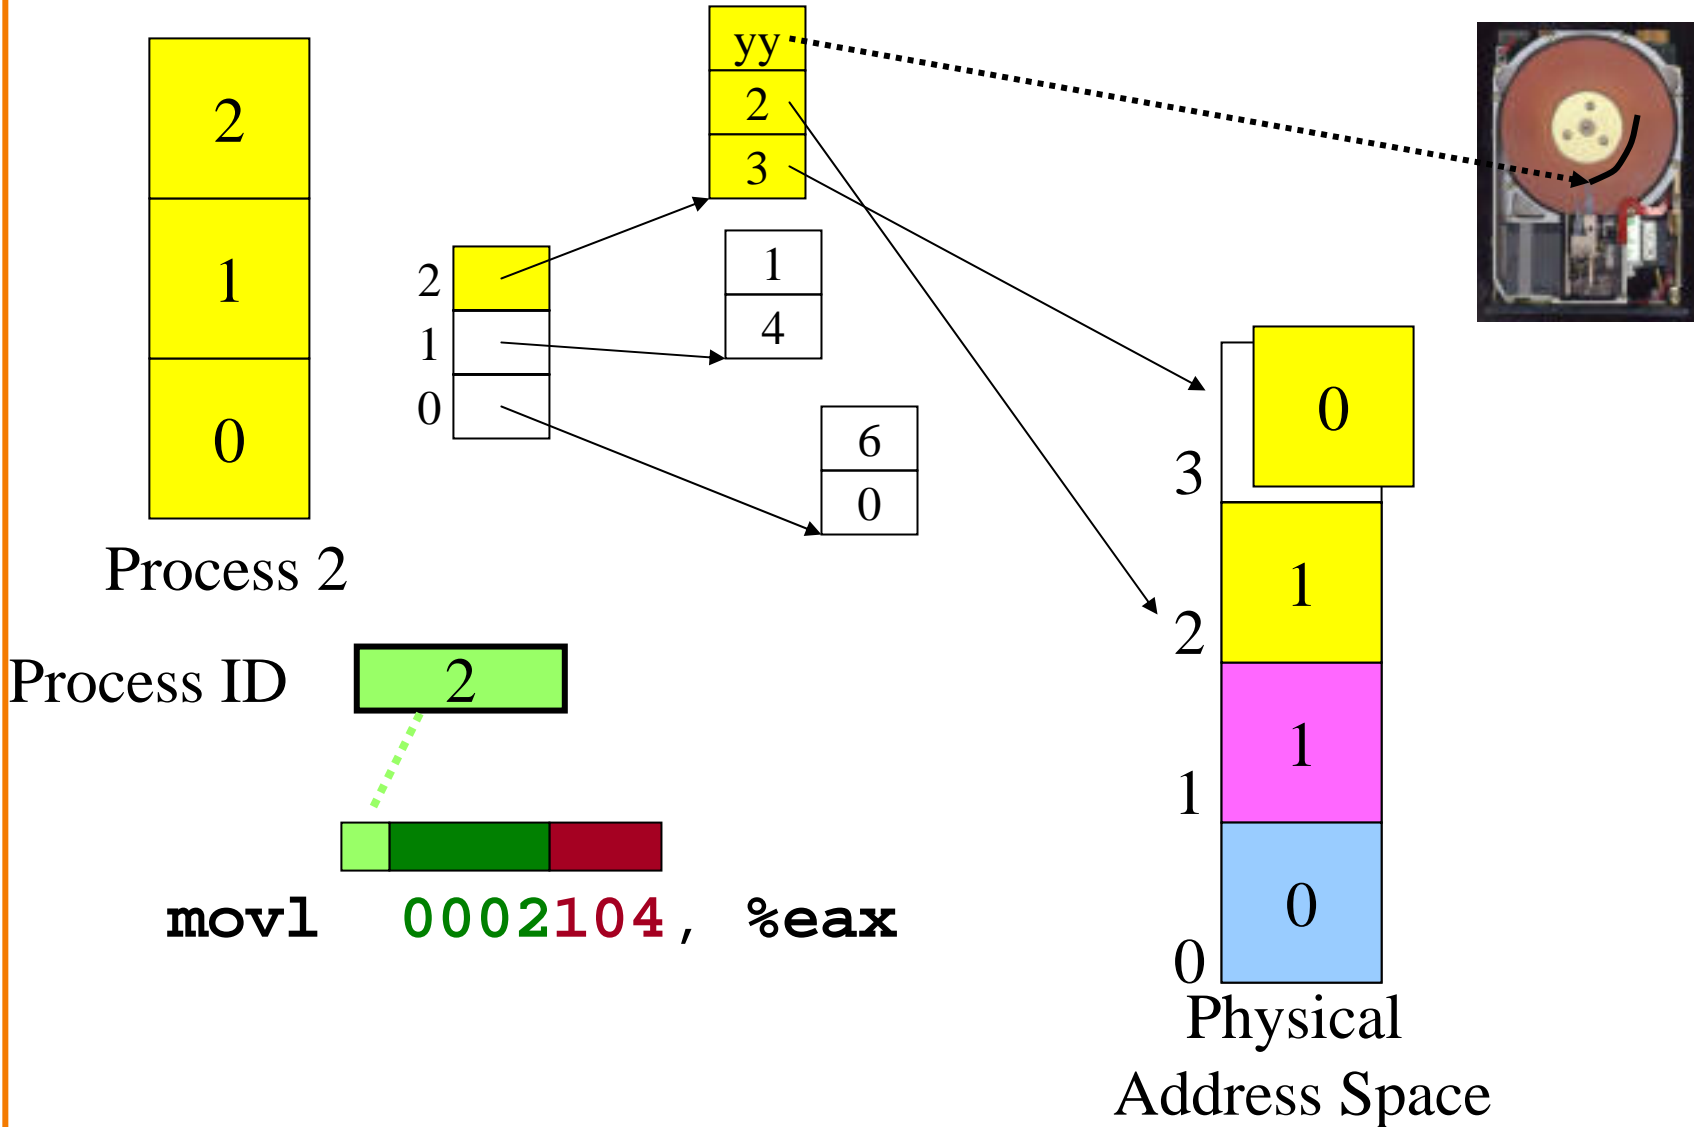 2
1
0
Process 2
Process ID 2
movl 0002104, %eax
2
1
0
yy
2
3
1
4
6
0
3 0
2 1
1 1
0 0
Physical
Address Space